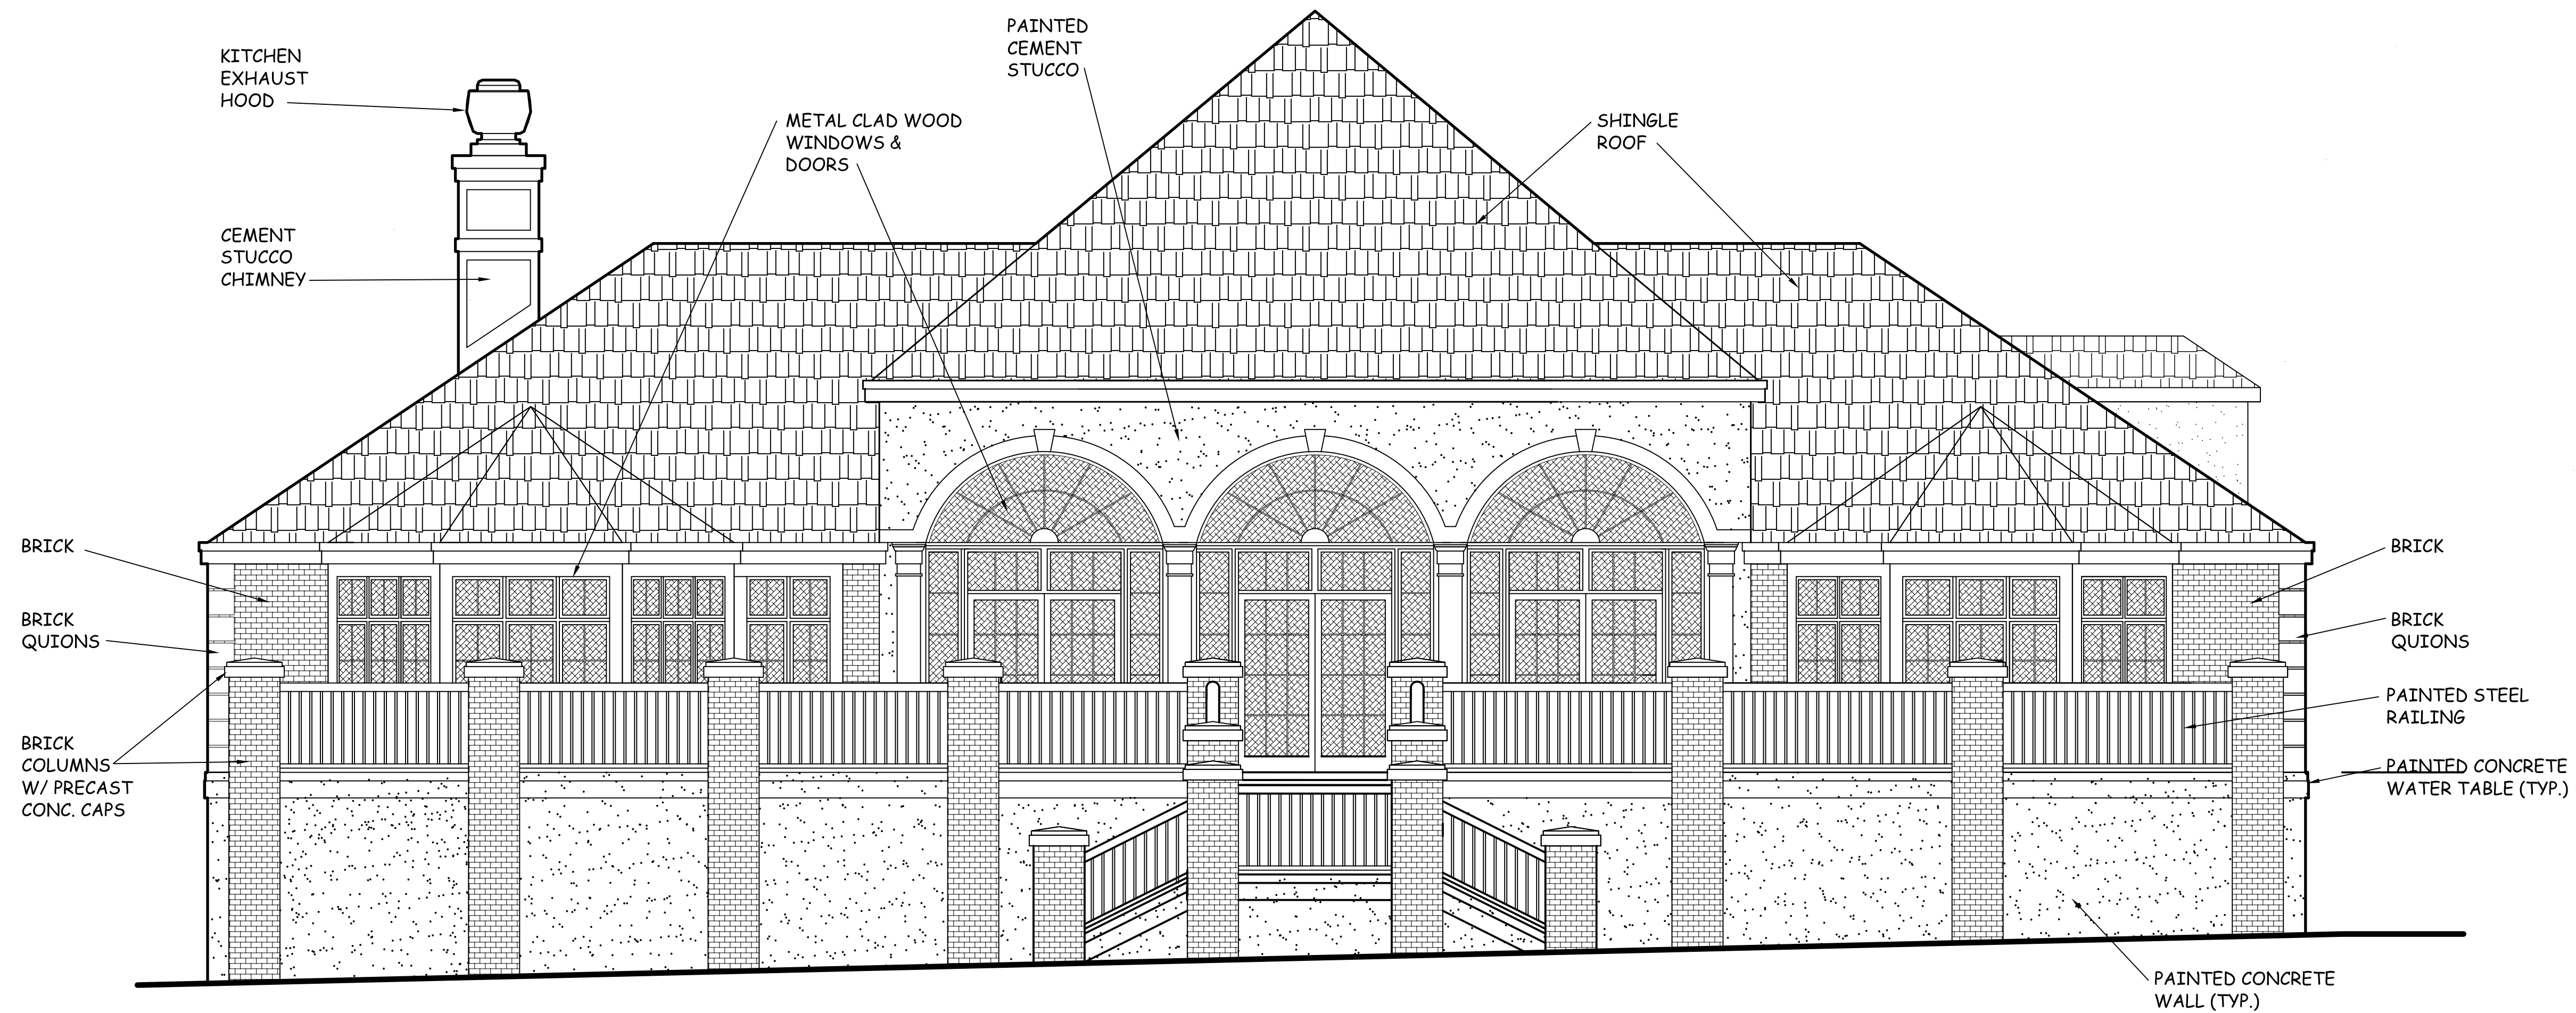 KITCHEN
EXHAUST
HOOD
CEMENT
STUCCO
CHIMNEY
PAINTED
CEMENT
STUCCO
METAL CLAD WOOD
WINDOWS &
DOORS
SHINGLE
ROOF
BRICK
BRICK
QUIONS
BRICK
COLUMNS
W/ PRECAST
CONC. CAPS
BRICK
BRICK
QUIONS
PAINTED STEEL
RAILING
PAINTED CONCRETE
WATER TABLE (TYP.)
PAINTED CONCRETE
WALL (TYP.)